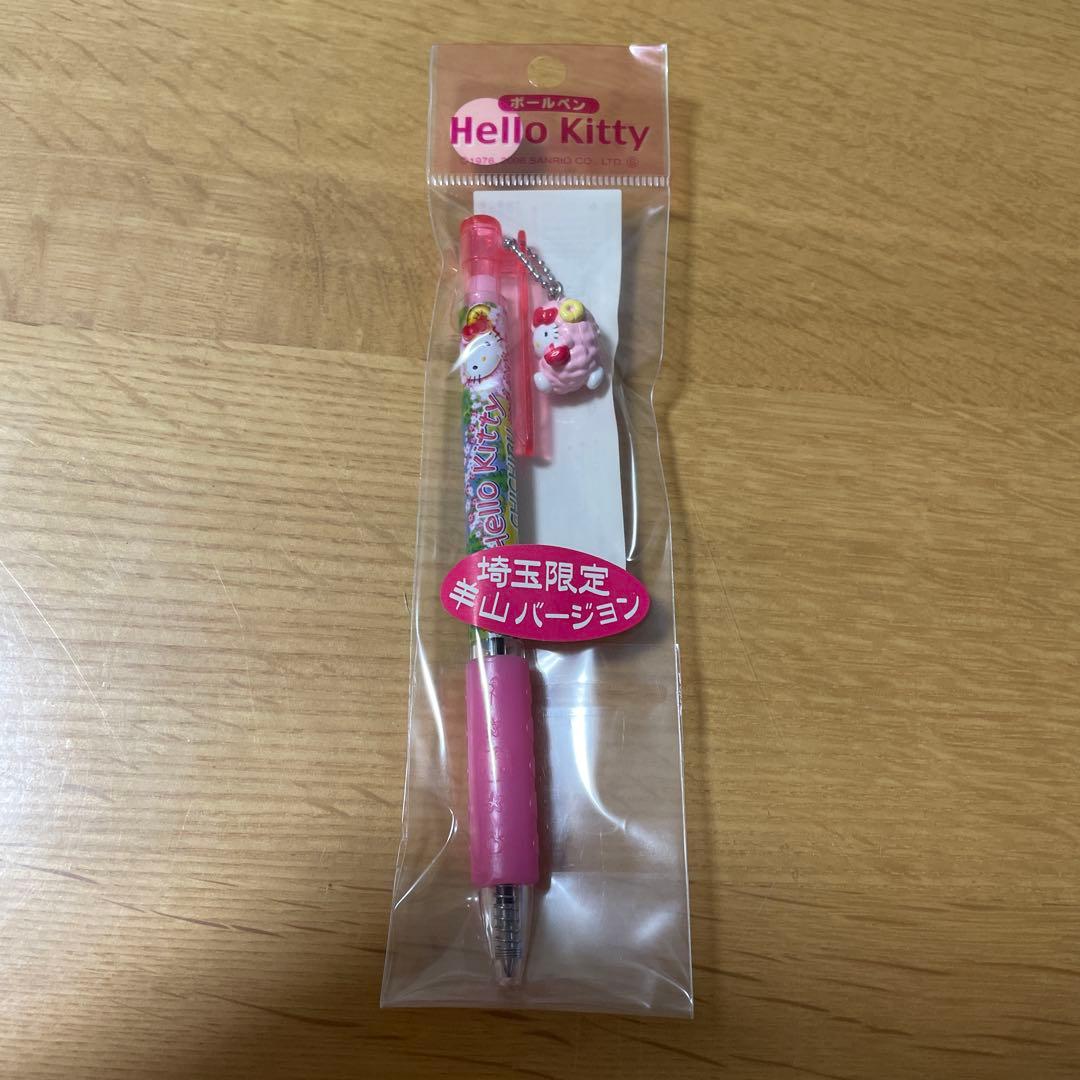 ボールペン
Hello Kitty
©1976, 2006 SANRIO CO., LTD. Ⓛ
Hello Kitty
CHICHIBU
埼玉限定
羊山バージョン